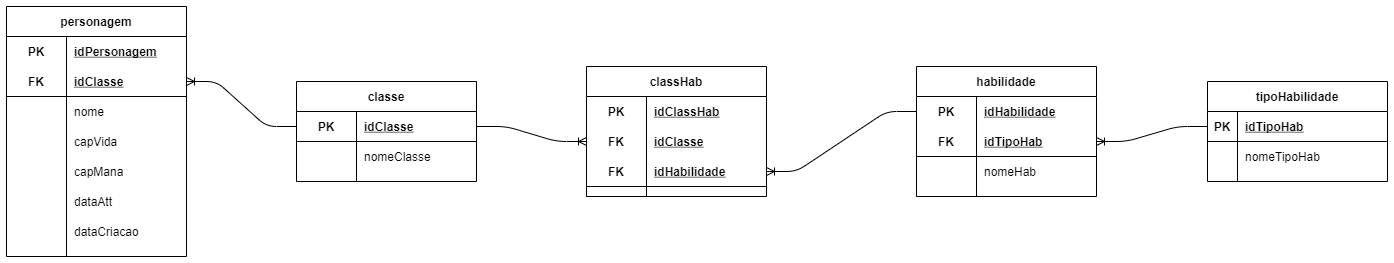 personagem
PK idPersonagem
FK idClasse
nome
capVida
capMana
dataAtt
dataCriacao
classe
PK idClasse
nomeClasse
classHab
PK idClassHab
FK idClasse
FK idHabilidade
habilidade
PK idHabilidade
FK idTipoHab
nomeHab
tipoHabilidade
PK idTipoHab
nomeTipoHab